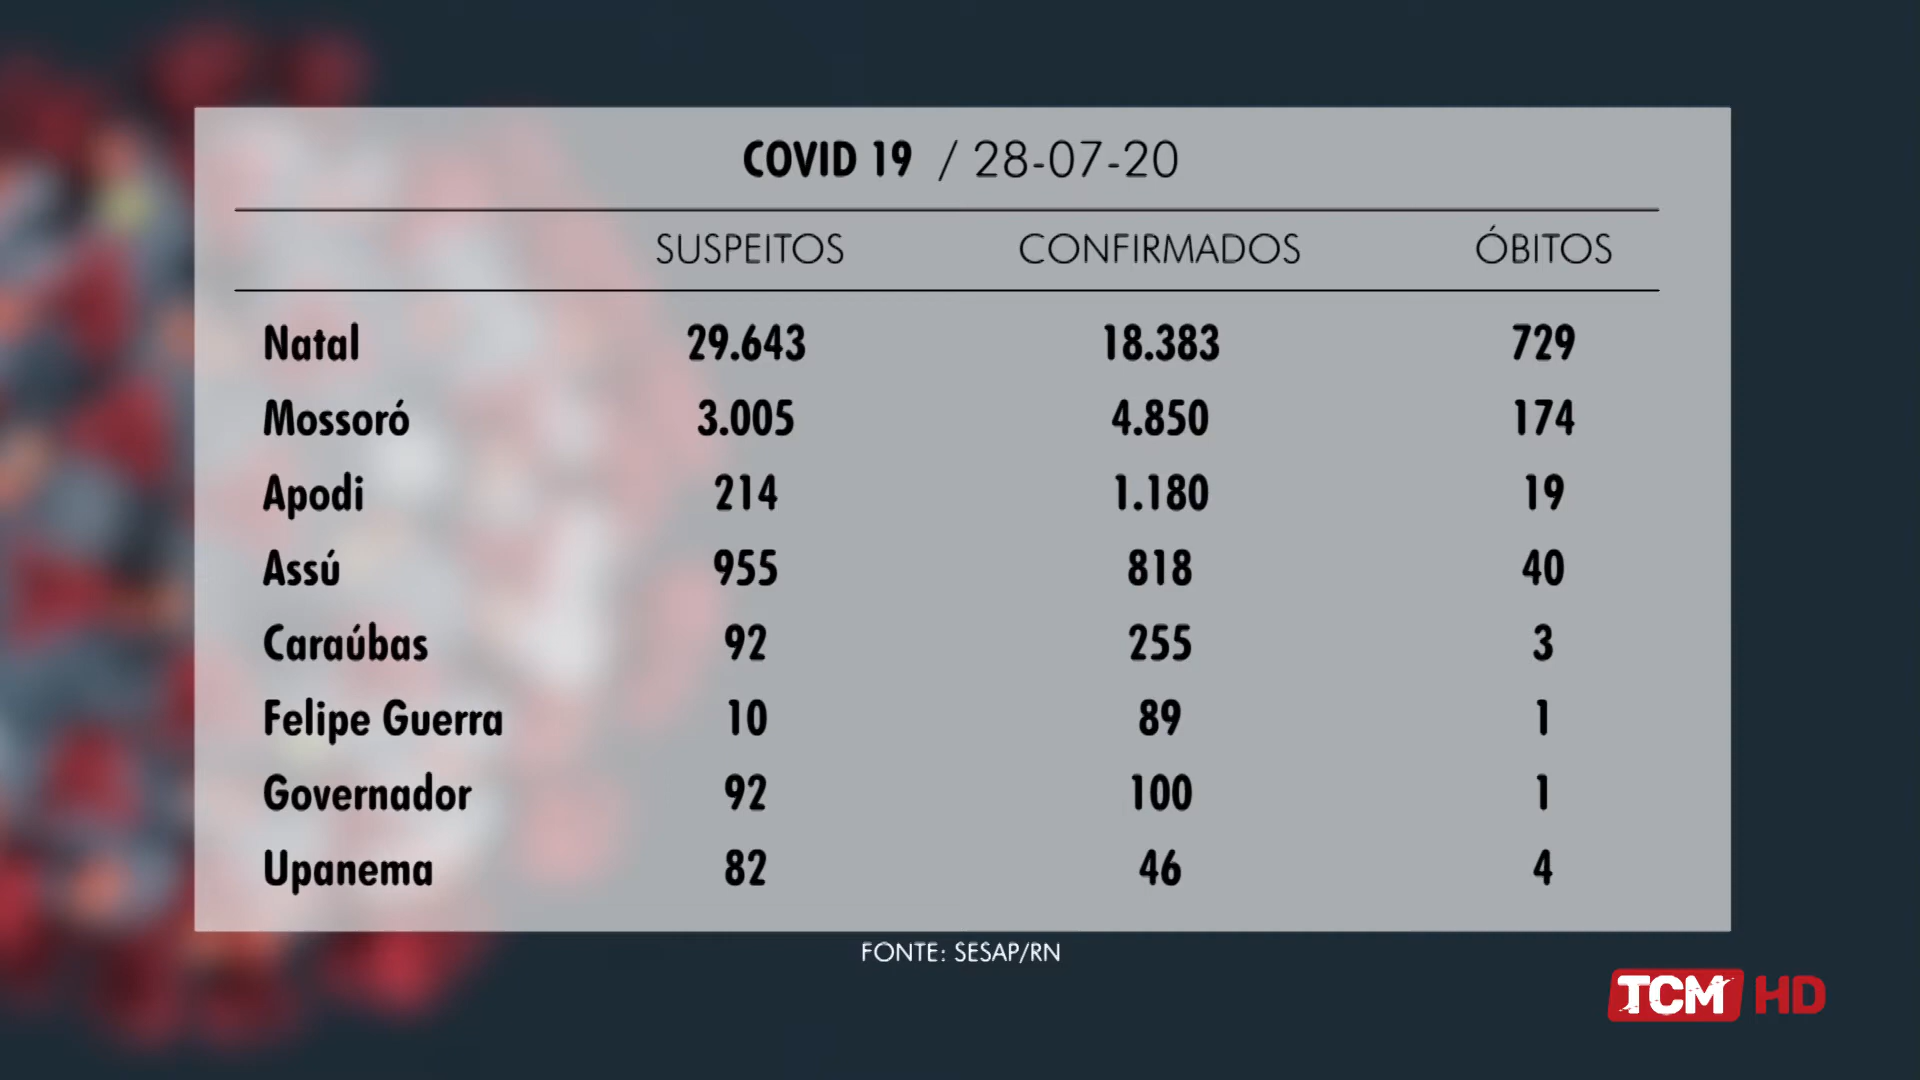 COVID 19 / 28-07-20
SUSPEITOS CONFIRMADOS ÓBITOS
Natal 29.643 18.383 729
Mossoró 3.005 4.850 174
Apodi 214 1.180 19
Assú 955 818 40
Caraúbas 92 255 3
Felipe Guerra 10 89 1
Governador 92 100 1
Upanema 82 46 4
FONTE: SESAP/RN
TCM HD